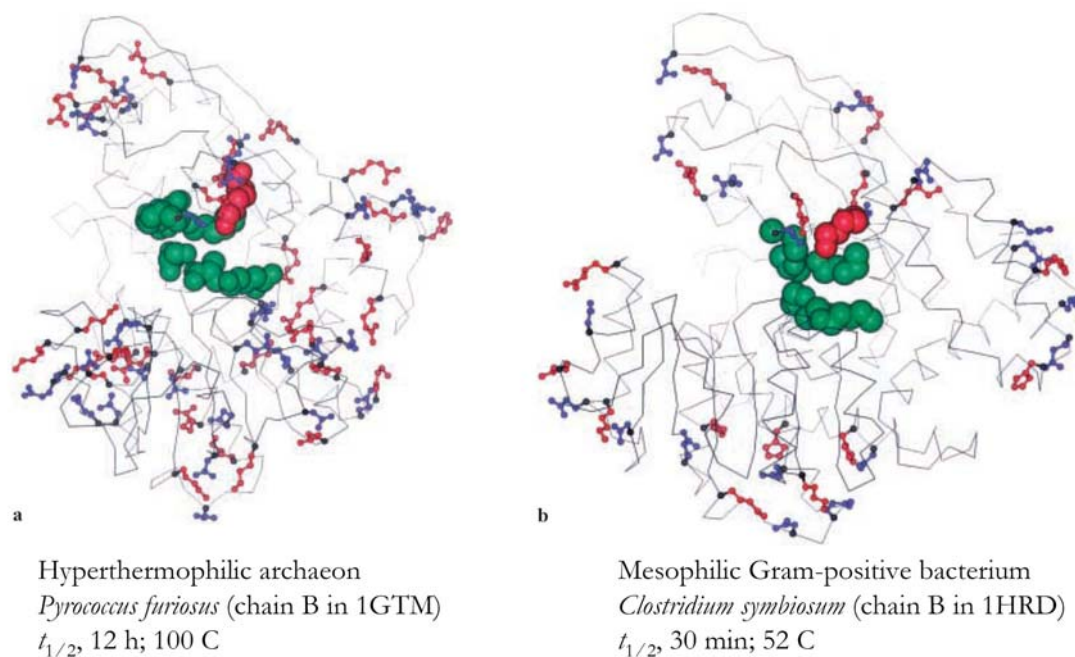 a
b
Hyperthermophilic archaeon
Pyrococcus furiosus (chain B in 1GTM)
t1/2, 12 h; 100 C
Mesophilic Gram-positive bacterium
Clostridium symbiosum (chain B in 1HRD)
t1/2, 30 min; 52 C